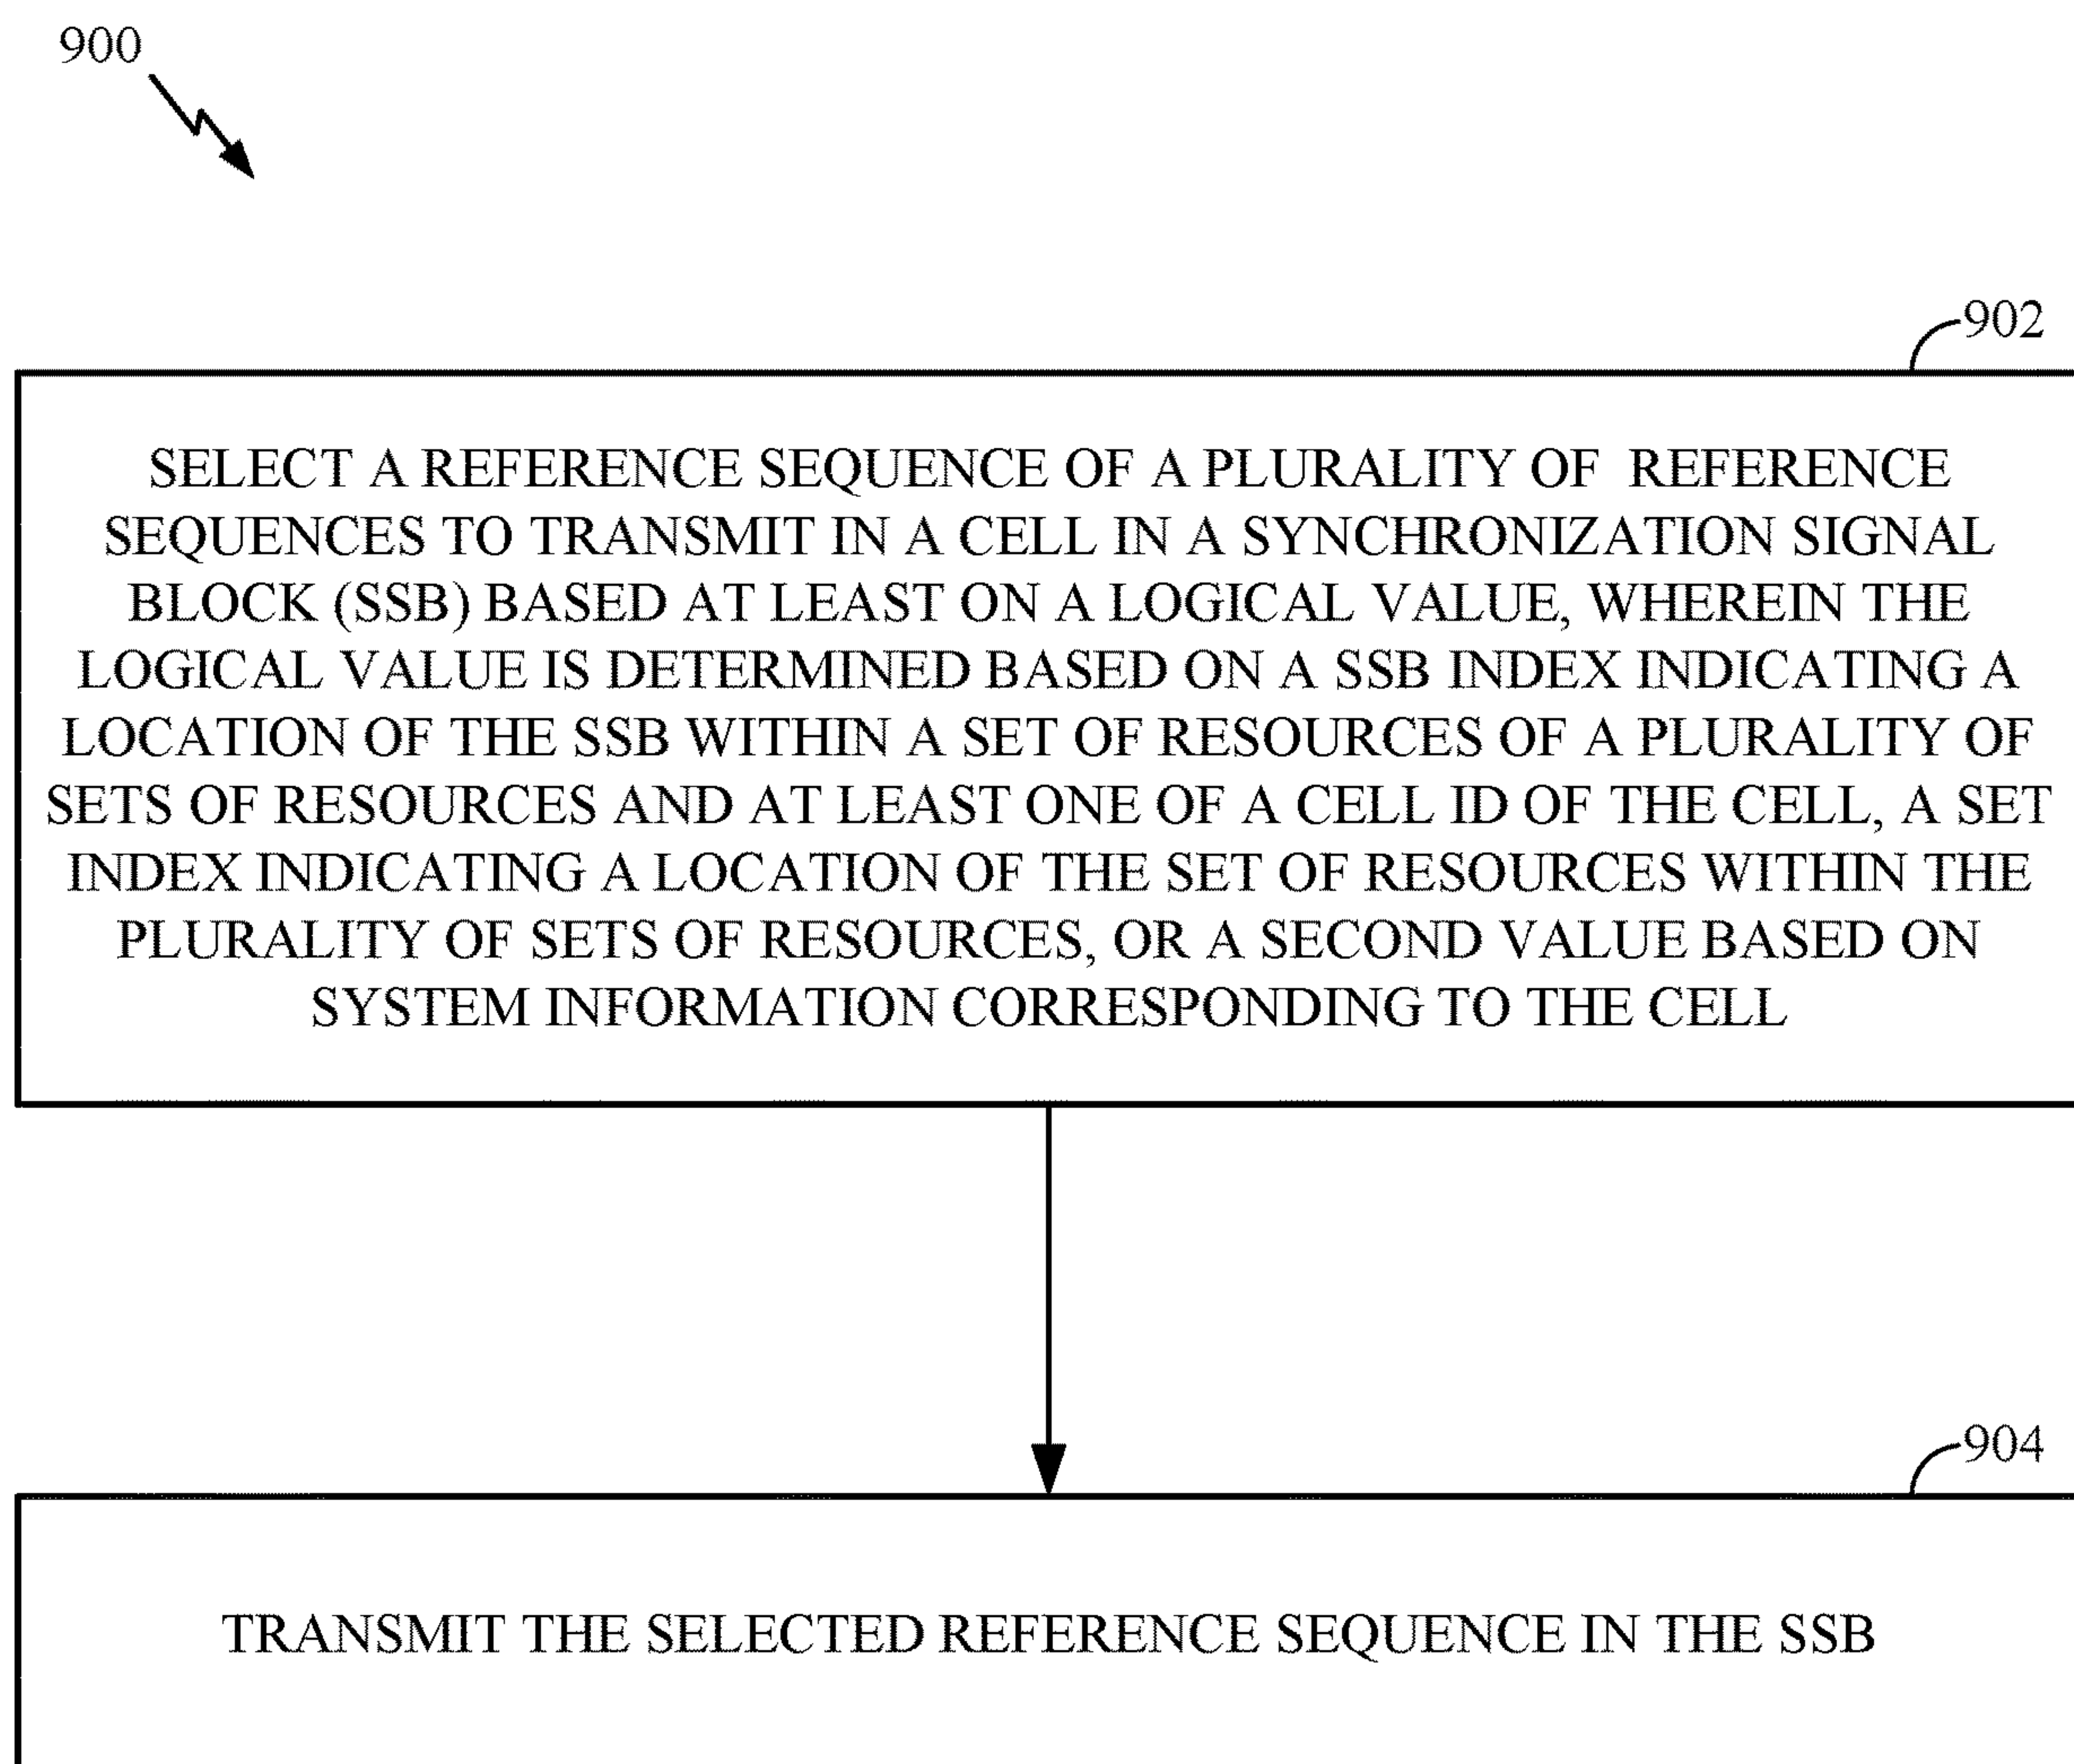 900
902
SELECT A REFERENCE SEQUENCE OF A PLURALITY OF REFERENCE
SEQUENCES TO TRANSMIT IN A CELL IN A SYNCHRONIZATION SIGNAL
BLOCK (SSB) BASED AT LEAST ON A LOGICAL VALUE, WHEREIN THE
LOGICAL VALUE IS DETERMINED BASED ON A SSB INDEX INDICATING A
LOCATION OF THE SSB WITHIN A SET OF RESOURCES OF A PLURALITY OF
SETS OF RESOURCES AND AT LEAST ONE OF A CELL ID OF THE CELL, A SET
INDEX INDICATING A LOCATION OF THE SET OF RESOURCES WITHIN THE
PLURALITY OF SETS OF RESOURCES, OR A SECOND VALUE BASED ON
SYSTEM INFORMATION CORRESPONDING TO THE CELL
904
TRANSMIT THE SELECTED REFERENCE SEQUENCE IN THE SSB